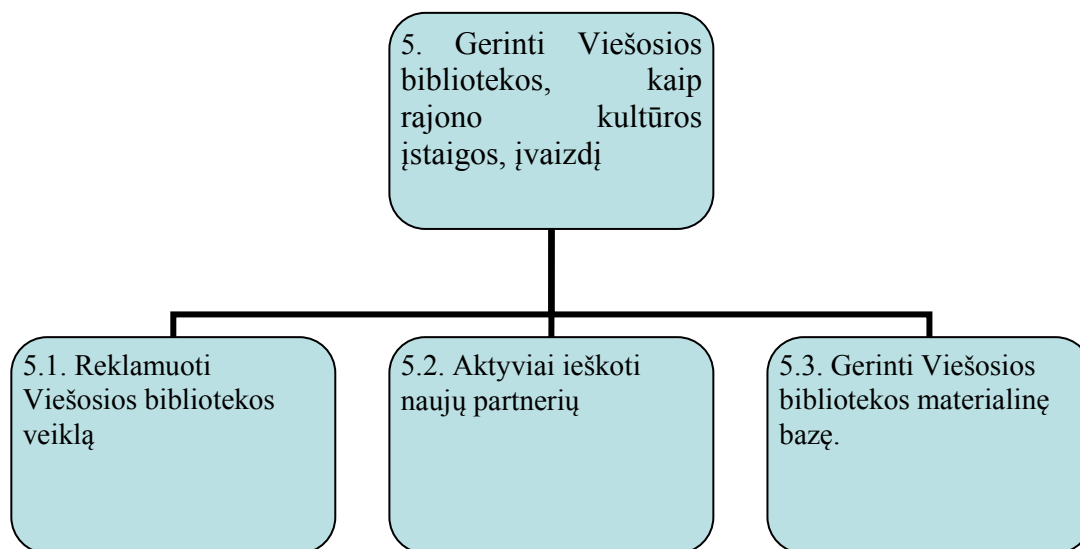 5. Gerinti Viešosios
bibliotekos, kaip
rajono kultūros
įstaigos, įvaizdį
5.1. Reklamuoti
Viešosios bibliotekos
veiklą
5.2. Aktyviai ieškoti
naujų partnerių
5.3. Gerinti Viešosios
bibliotekos materialinę
bazę.